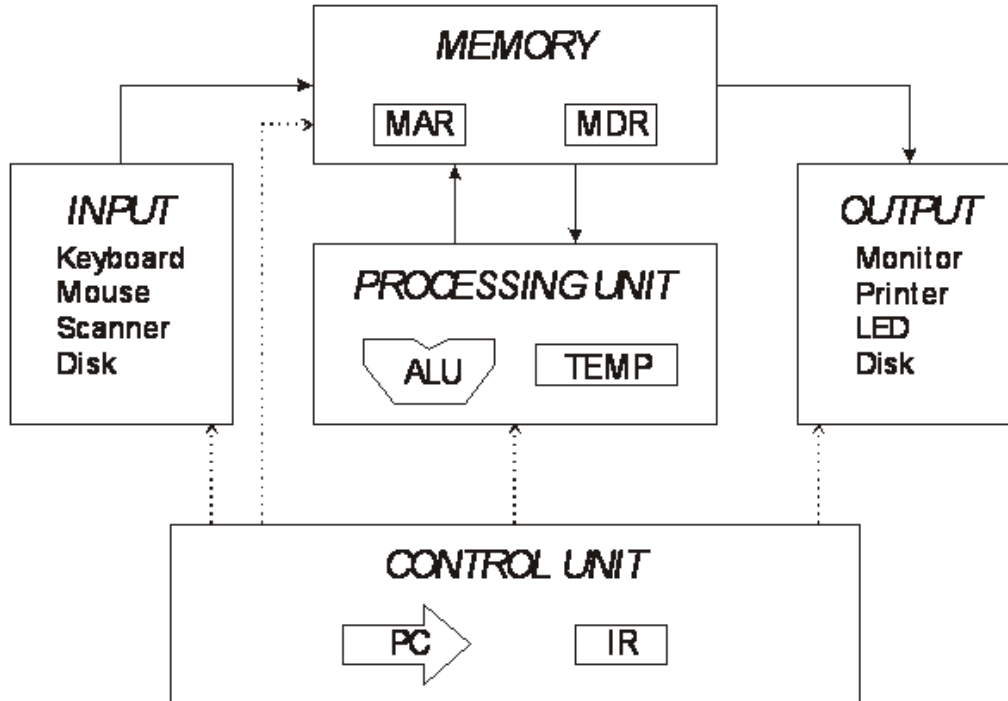 MEMORY
MAR
MDR
INPUT
Keyboard
Mouse
Scanner
Disk
PROCESSING UNIT
ALU
TEMP
OUTPUT
Monitor
Printer
LED
Disk
CONTROL UNIT
PC
IR